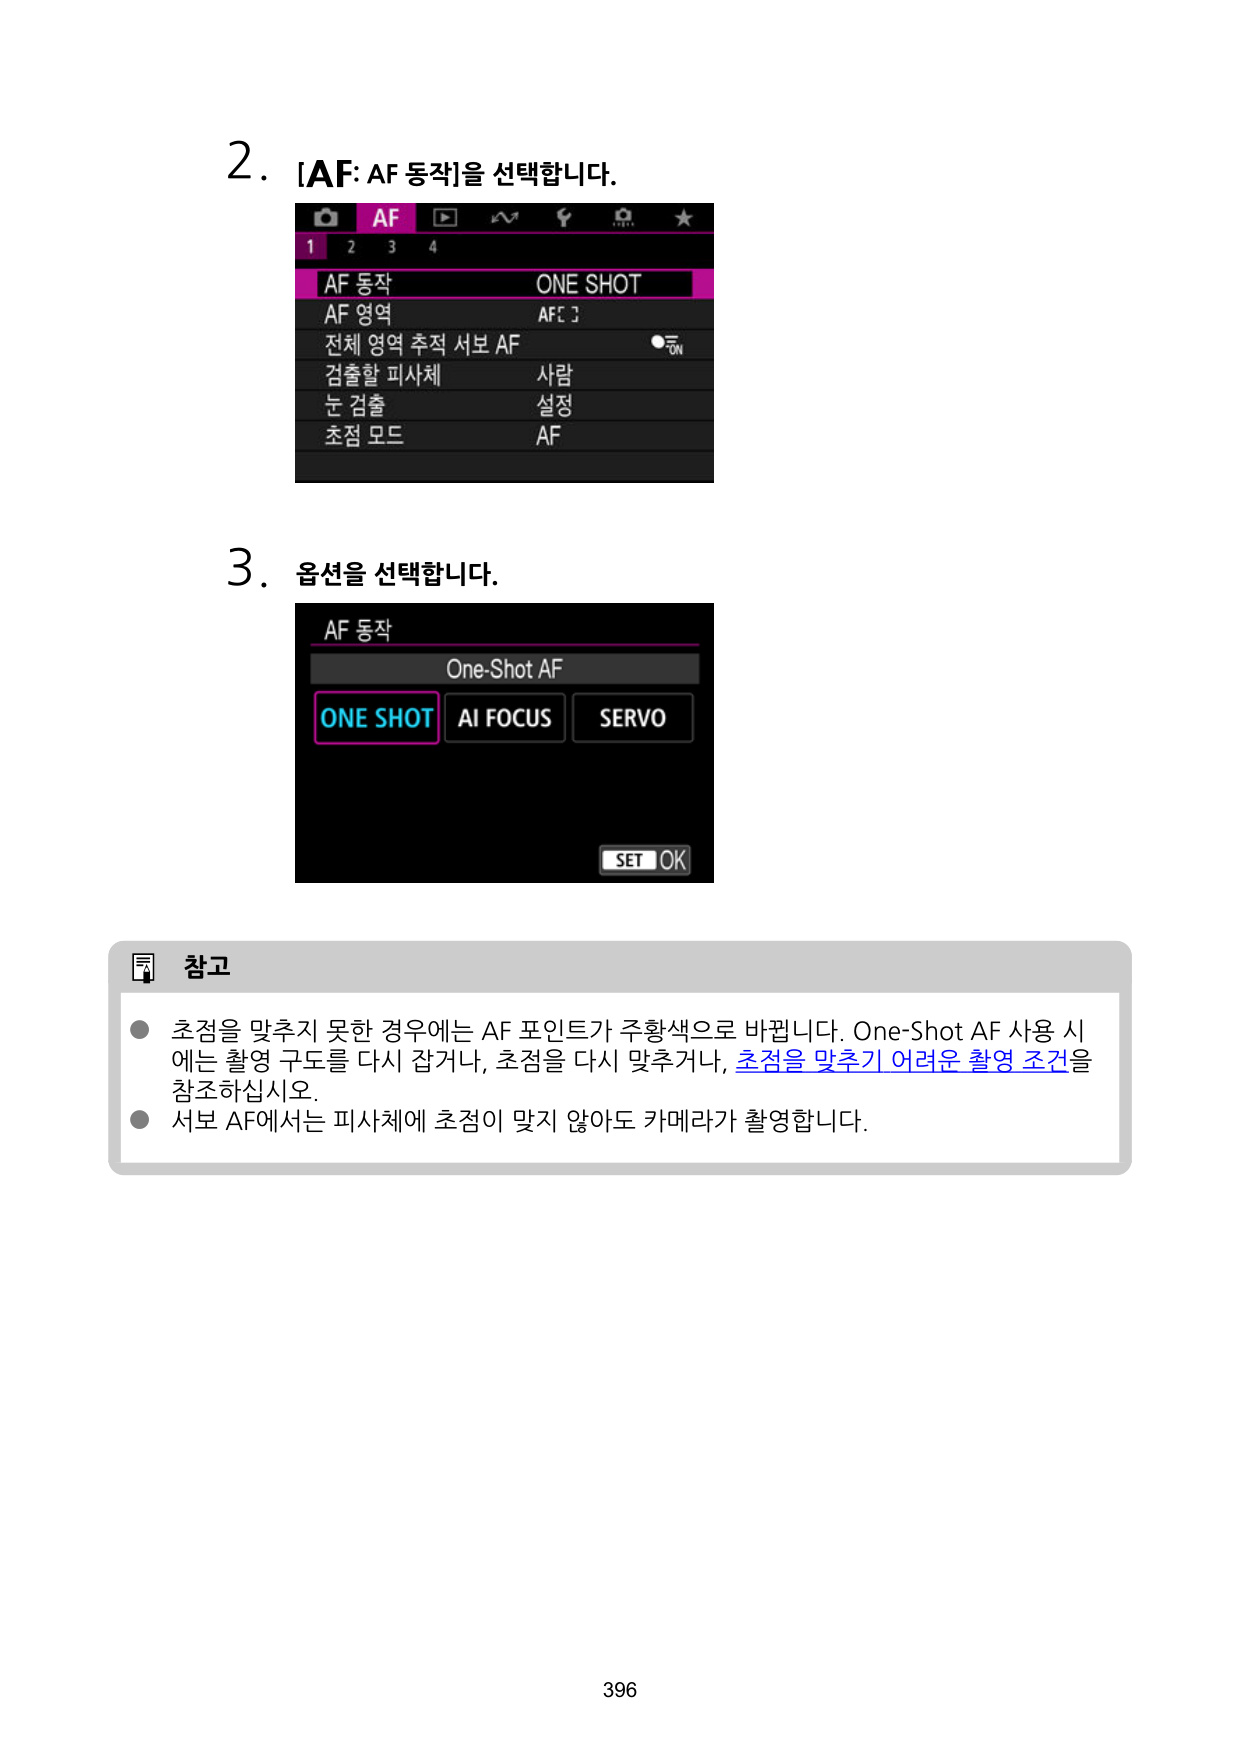 2. [AF: AF 동작]을 선택합니다.
AF
1 2 3 4
AF 동작 ONE SHOT
AF 영역 AF[ ]
전체 영역 추적 서보 AF ON
검출할 피사체 사람
눈 검출 설정
초점 모드 AF
3. 옵션을 선택합니다.
AF 동작
One-Shot AF
ONE SHOT AI FOCUS SERVO
SET OK
참고
● 초점을 맞추지 못한 경우에는 AF 포인트가 주황색으로 바뀝니다. One-Shot AF 사용 시
에는 촬영 구도를 다시 잡거나, 초점을 다시 맞추거나, 초점을 맞추기 어려운 촬영 조건을
참조하십시오.
● 서보 AF에서는 피사체에 초점이 맞지 않아도 카메라가 촬영합니다.
396